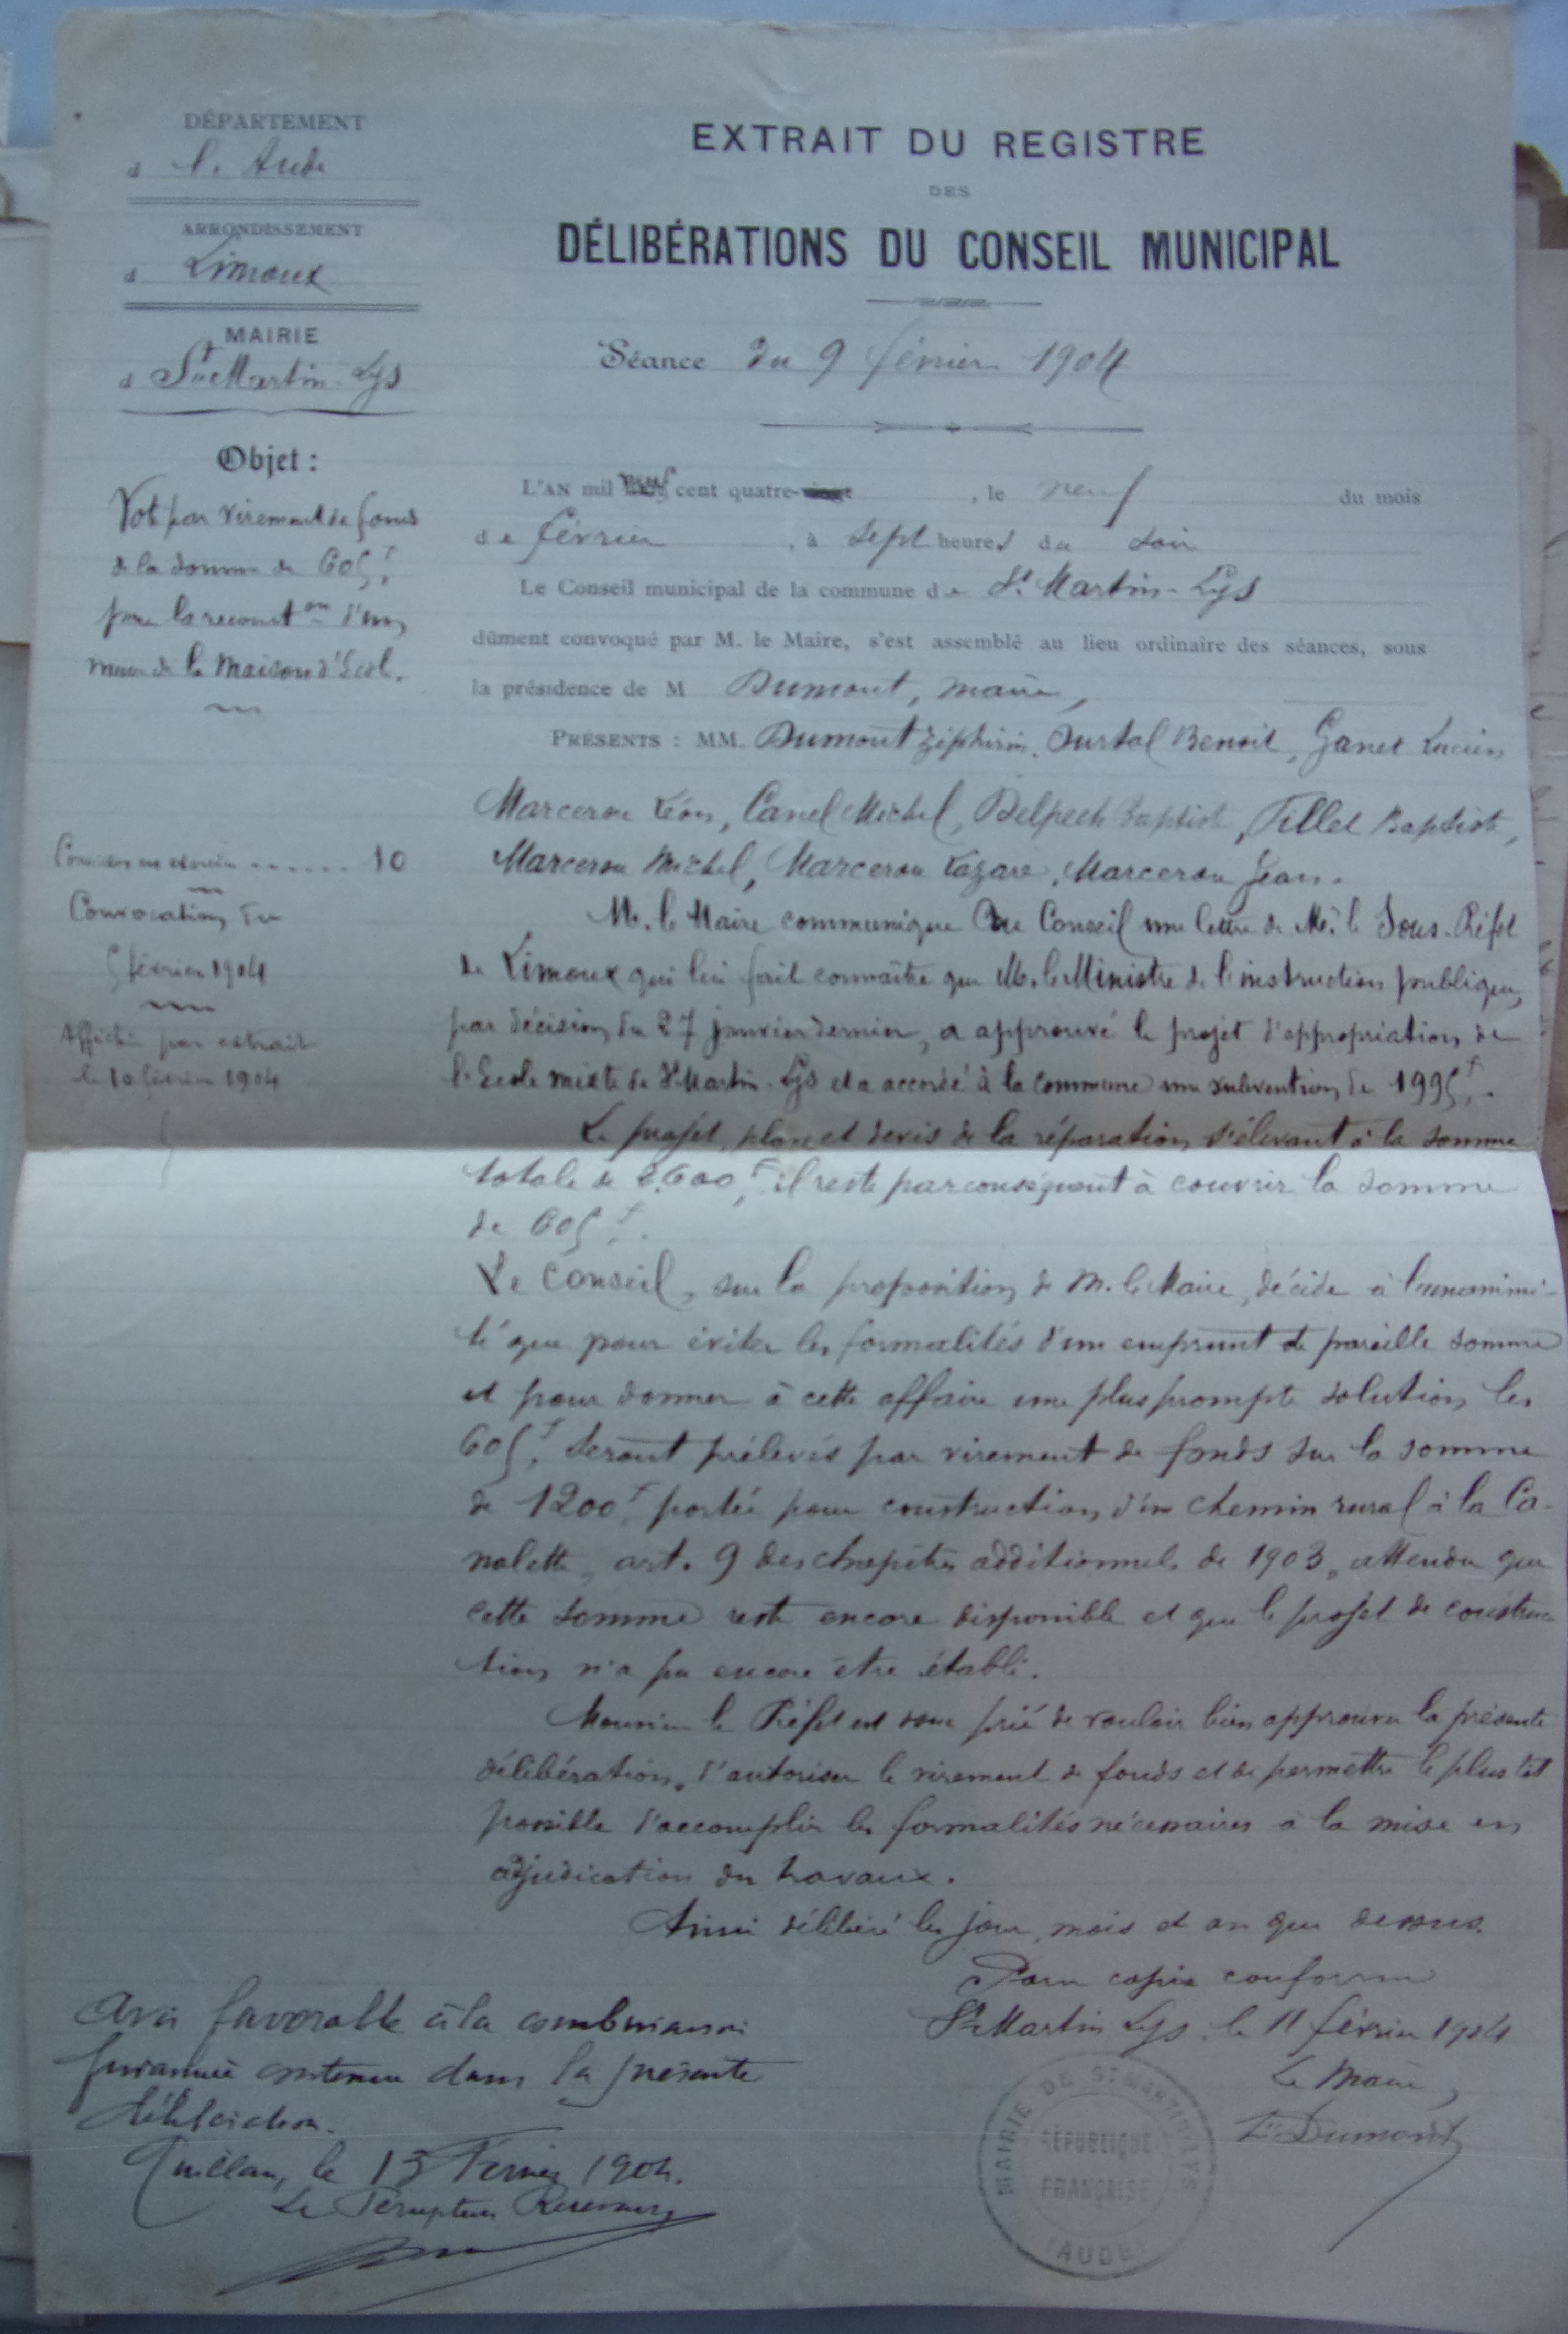 DÉPARTEMENT
d l'Aude
ARRONDISSEMENT
d Limoux
MAIRIE
d St Martin-Lys
Objet :
Vote par virement de fonds
de la somme de 605f.
pour la reconston d'un
mur de la Maison d'Ecole.
Conseillers en exercice ...... 10
Convocation du
5 février 1904
Affiché par extrait
le 10 février 1904
EXTRAIT DU REGISTRE
DES
DÉLIBÉRATIONS DU CONSEIL MUNICIPAL
Séance du 9 février 1904
L'AN mil neuf cent quatre-vingt , le neuf du mois
de février , à sept heures du soir
Le Conseil municipal de la commune de St Martin-Lys
dûment convoqué par M. le Maire, s'est assemblé au lieu ordinaire des séances, sous
la présidence de M Dumont, maire,
PRÉSENTS : MM. Dumont Zéphirin, Ourtal Benoit, Ganet Lucien
Marcerou Léon, Canel Michel, Delpech Baptiste, Tillet Baptiste,
Marcerou Michel, Marcerou Lazare, Marcerou Jean.
M. le Maire communique au Conseil une lettre de M. le Sous-Préfet
de Limoux qui lui fait connaître que M. le Ministre de l'instruction publique,
par décision du 27 janvier dernier, a approuvé le projet d'appropriation de
l'Ecole mixte de St Martin-Lys et a accordé à la commune une subvention de 1995f.
Le projet, plan et devis de la réparation s'élevant à la somme
totale de 2.600f, il reste par conséquent à couvrir la somme
de 605f.
Le Conseil, sur la proposition de M. le Maire, décide à l'unanimi-
té que pour éviter les formalités d'un emprunt de pareille somme
et pour donner à cette affaire une plus prompte solution, les
605f. seront prélevés par virement de fonds sur la somme
de 1200f. portée pour construction d'un chemin rural à la Ca-
nalette, art. 9 des chapitres additionnels de 1903, attendu que
cette somme reste encore disponible et que le projet de construc-
tion n'a pu encore être établi.
Monsieur le Préfet est donc prié de vouloir bien approuver la présente
délibération, d'autoriser le virement de fonds et de permettre le plus tôt
possible d'accomplir les formalités nécessaires à la mise en
adjudication des travaux.
Ainsi délibéré les jour, mois et an que dessus.
Pour copie conforme
St Martin Lys le 11 février 1904
Le Maire,
Zin Dumont
MAIRIE DE ST MARTIN-LYS
RÉPUBLIQUE
FRANÇAISE
(AUDE)
Avis favorable à la combinaison
financière contenue dans la présente
délibération.
Quillan, le 13 Février 1904.
Le Percepteur Receveur,